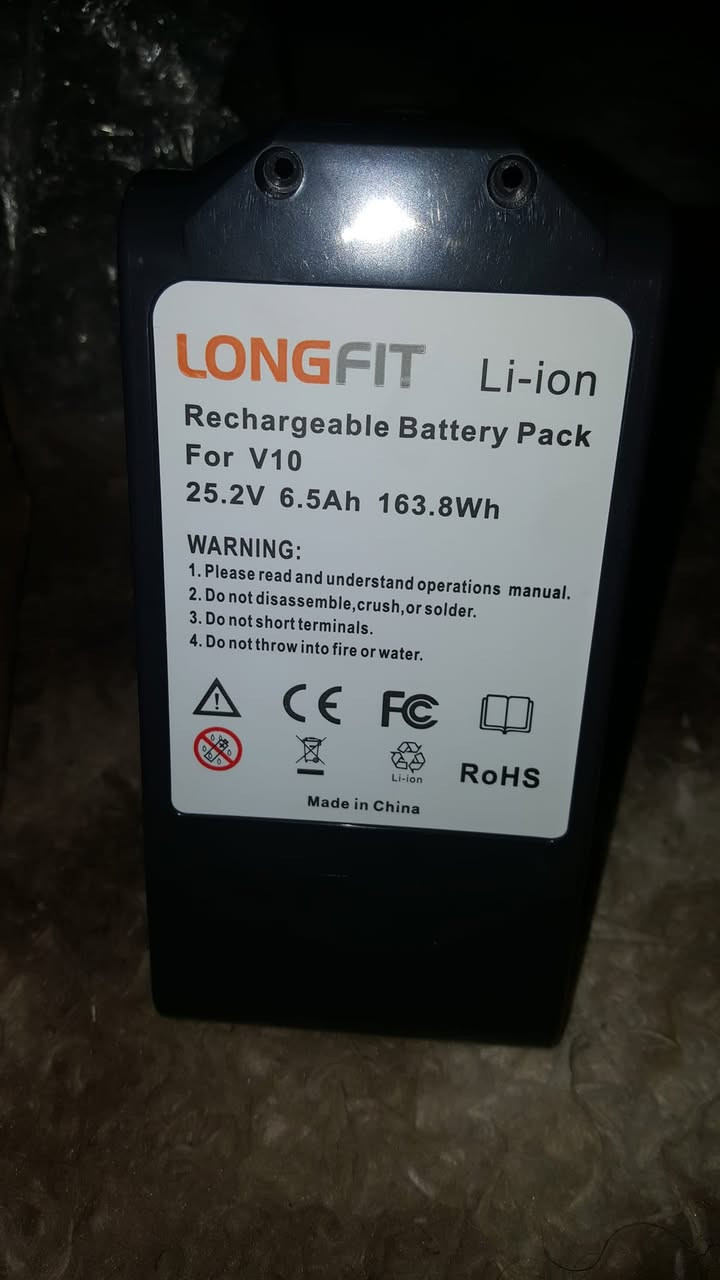 LONGFIT Li-ion
Rechargeable Battery Pack
For V10
25.2V 6.5Ah 163.8Wh
WARNING:
1. Please read and understand operations manual.
2. Do not disassemble,crush,or solder.
3. Do not short terminals.
4. Do not throw into fire or water.
CE FC
Li-ion RoHS
Made in China